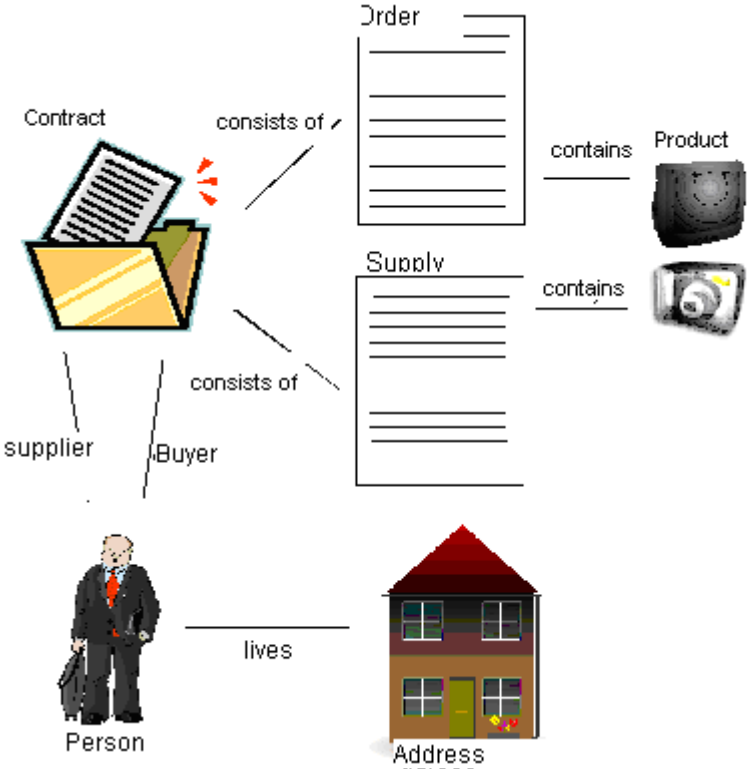 Order
Contract
consists of
contains
Product
Supply
contains
consists of
supplier
Buyer
lives
Person
Address